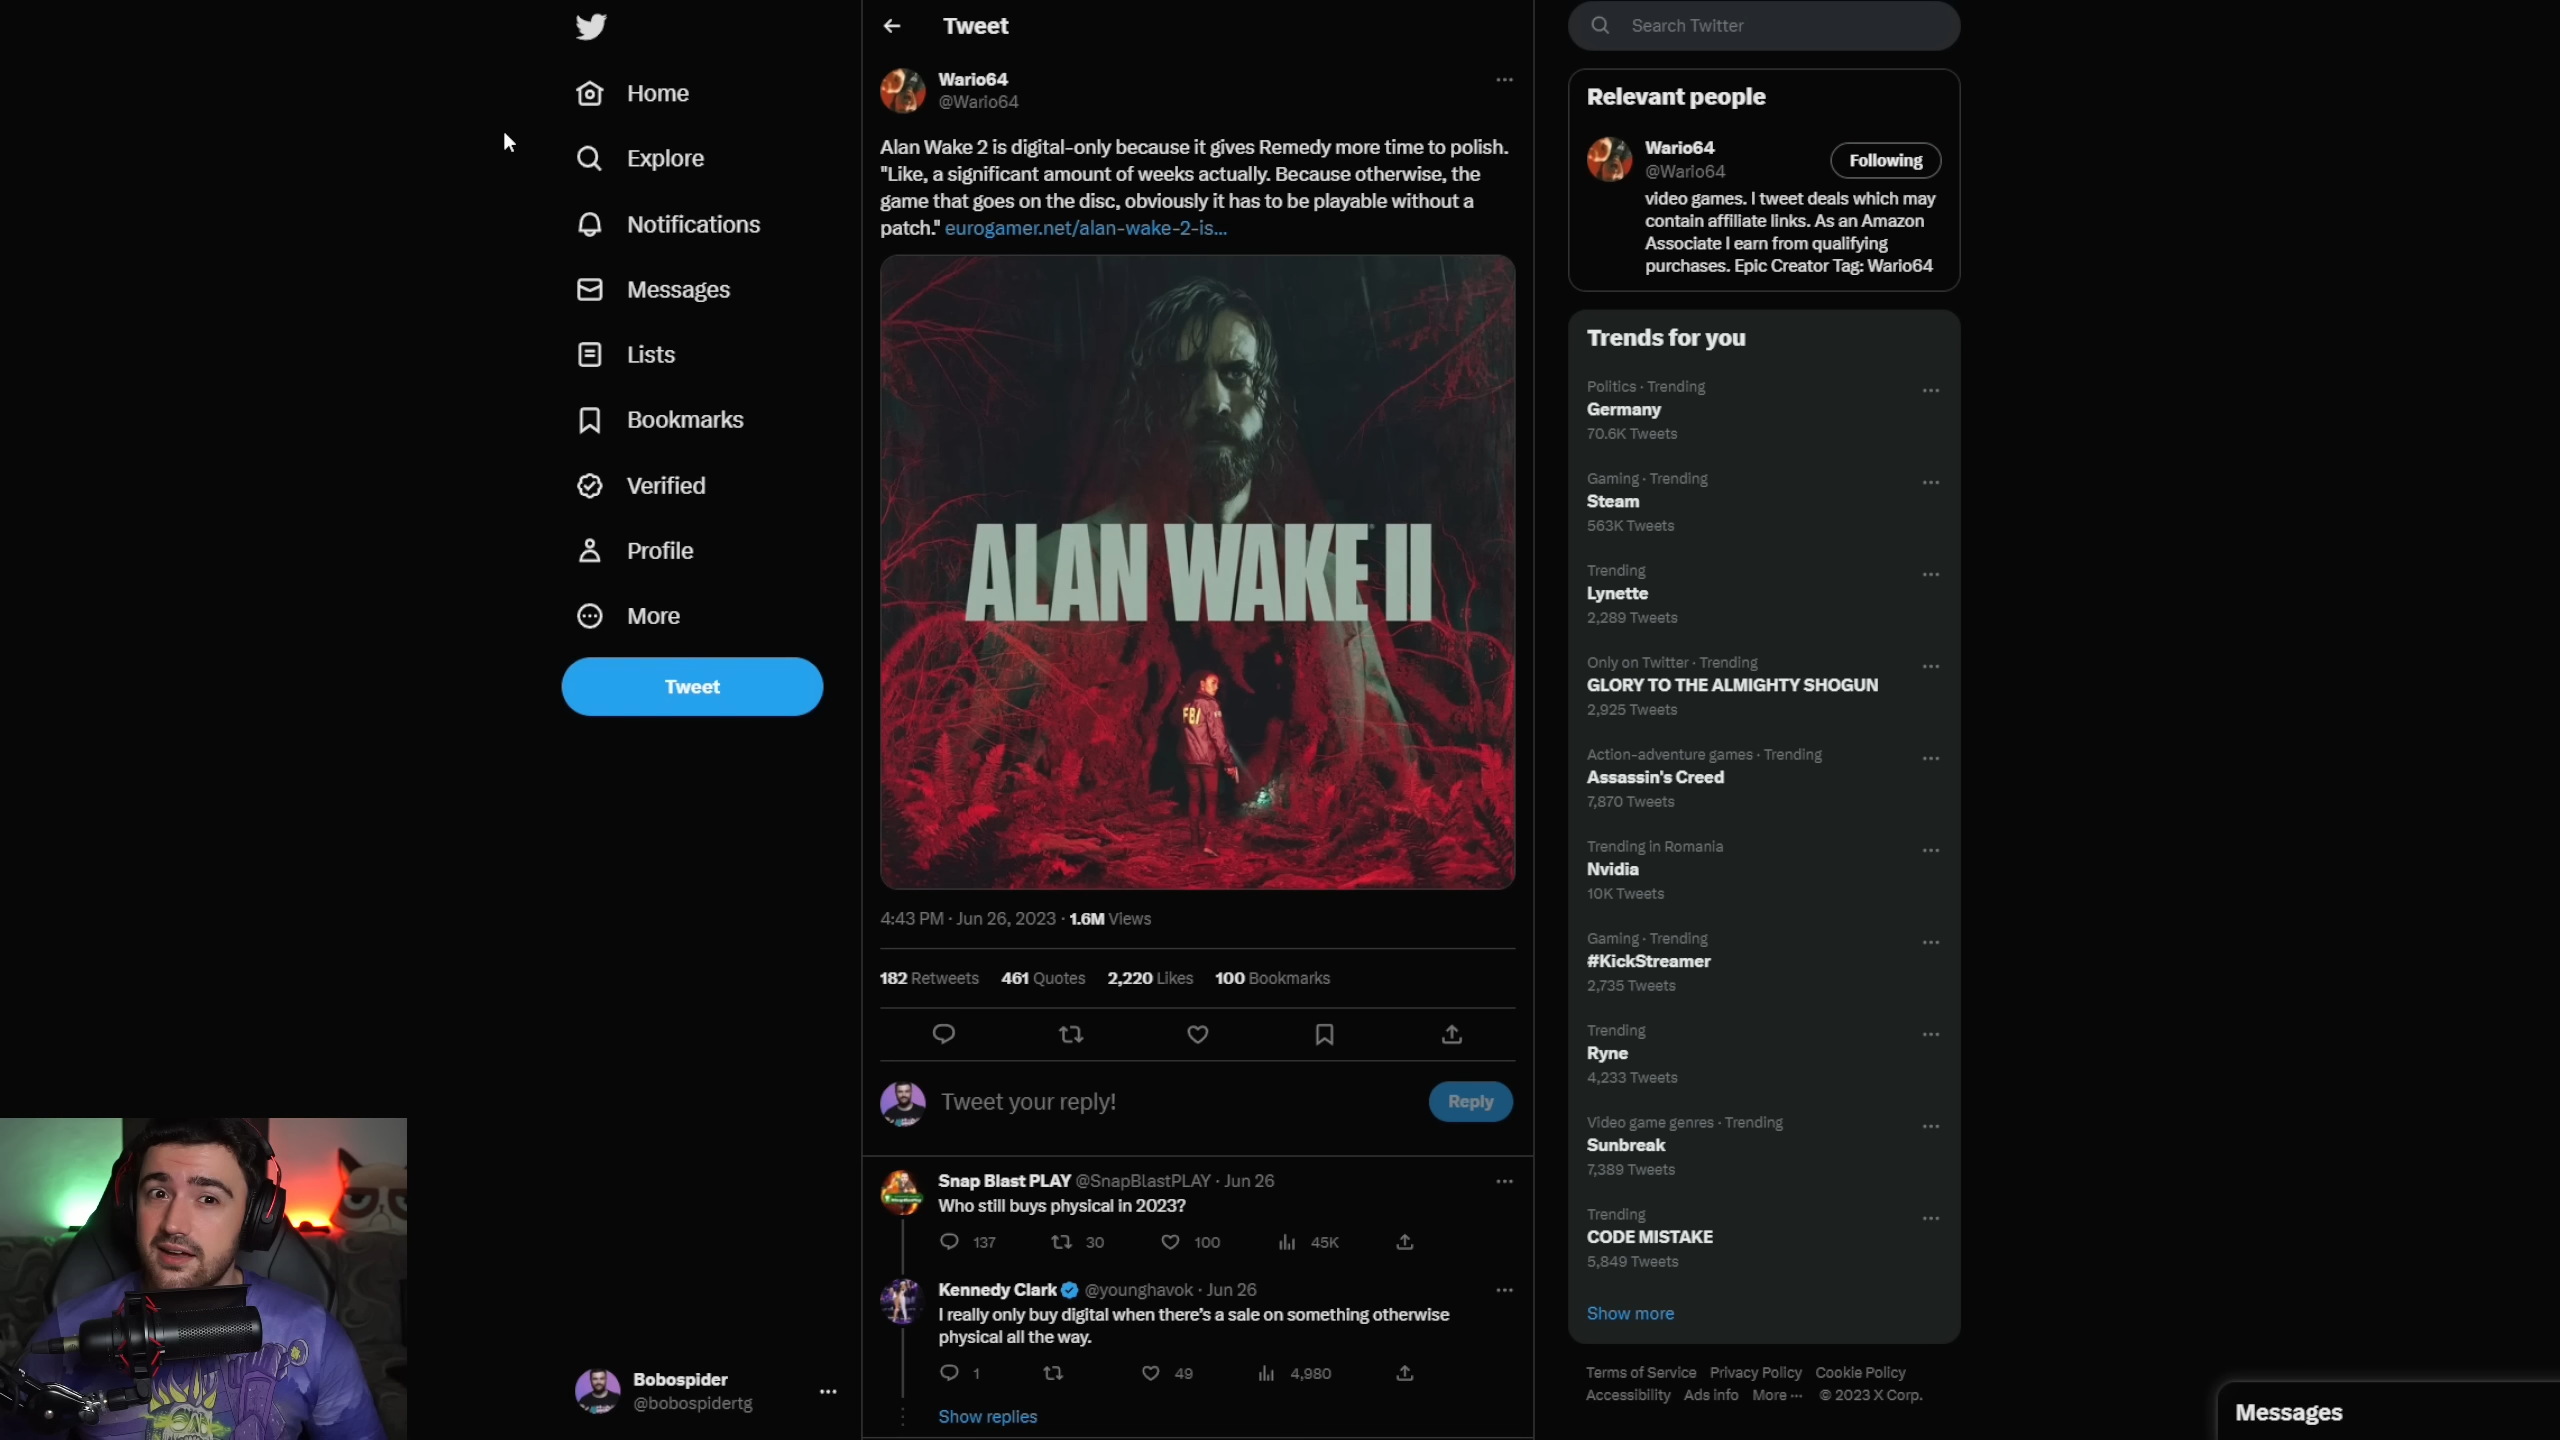 Home
Explore
Notifications
Messages
Lists
Bookmarks
Verified
Profile
More
Tweet
Bobospider
@bobospidertg
Tweet
Wario64
@Wario64
Alan Wake 2 is digital-only because it gives Remedy more time to polish.
"Like, a significant amount of weeks actually. Because otherwise, the
game that goes on the disc, obviously it has to be playable without a
patch." eurogamer.net/alan-wake-2-is...
ALAN WAKE II
FBI
4:43 PM · Jun 26, 2023 · 1.6M Views
182 Retweets 461 Quotes 2,220 Likes 100 Bookmarks
Tweet your reply!
Reply
Snap Blast PLAY @SnapBlastPLAY · Jun 26
Who still buys physical in 2023?
137 30 100 45K
Kennedy Clark @younghavok · Jun 26
I really only buy digital when there's a sale on something otherwise
physical all the way.
1 49 4,980
Show replies
Search Twitter
Relevant people
Wario64
@Wario64
Following
video games. I tweet deals which may
contain affiliate links. As an Amazon
Associate I earn from qualifying
purchases. Epic Creator Tag: Wario64
Trends for you
Politics · Trending
Germany
70.6K Tweets
Gaming · Trending
Steam
563K Tweets
Trending
Lynette
2,289 Tweets
Only on Twitter · Trending
GLORY TO THE ALMIGHTY SHOGUN
2,925 Tweets
Action-adventure games · Trending
Assassin's Creed
7,870 Tweets
Trending in Romania
Nvidia
10K Tweets
Gaming · Trending
#KickStreamer
2,735 Tweets
Trending
Ryne
4,233 Tweets
Video game genres · Trending
Sunbreak
7,389 Tweets
Trending
CODE MISTAKE
5,849 Tweets
Show more
Terms of Service Privacy Policy Cookie Policy
Accessibility Ads info More ··· © 2023 X Corp.
Messages